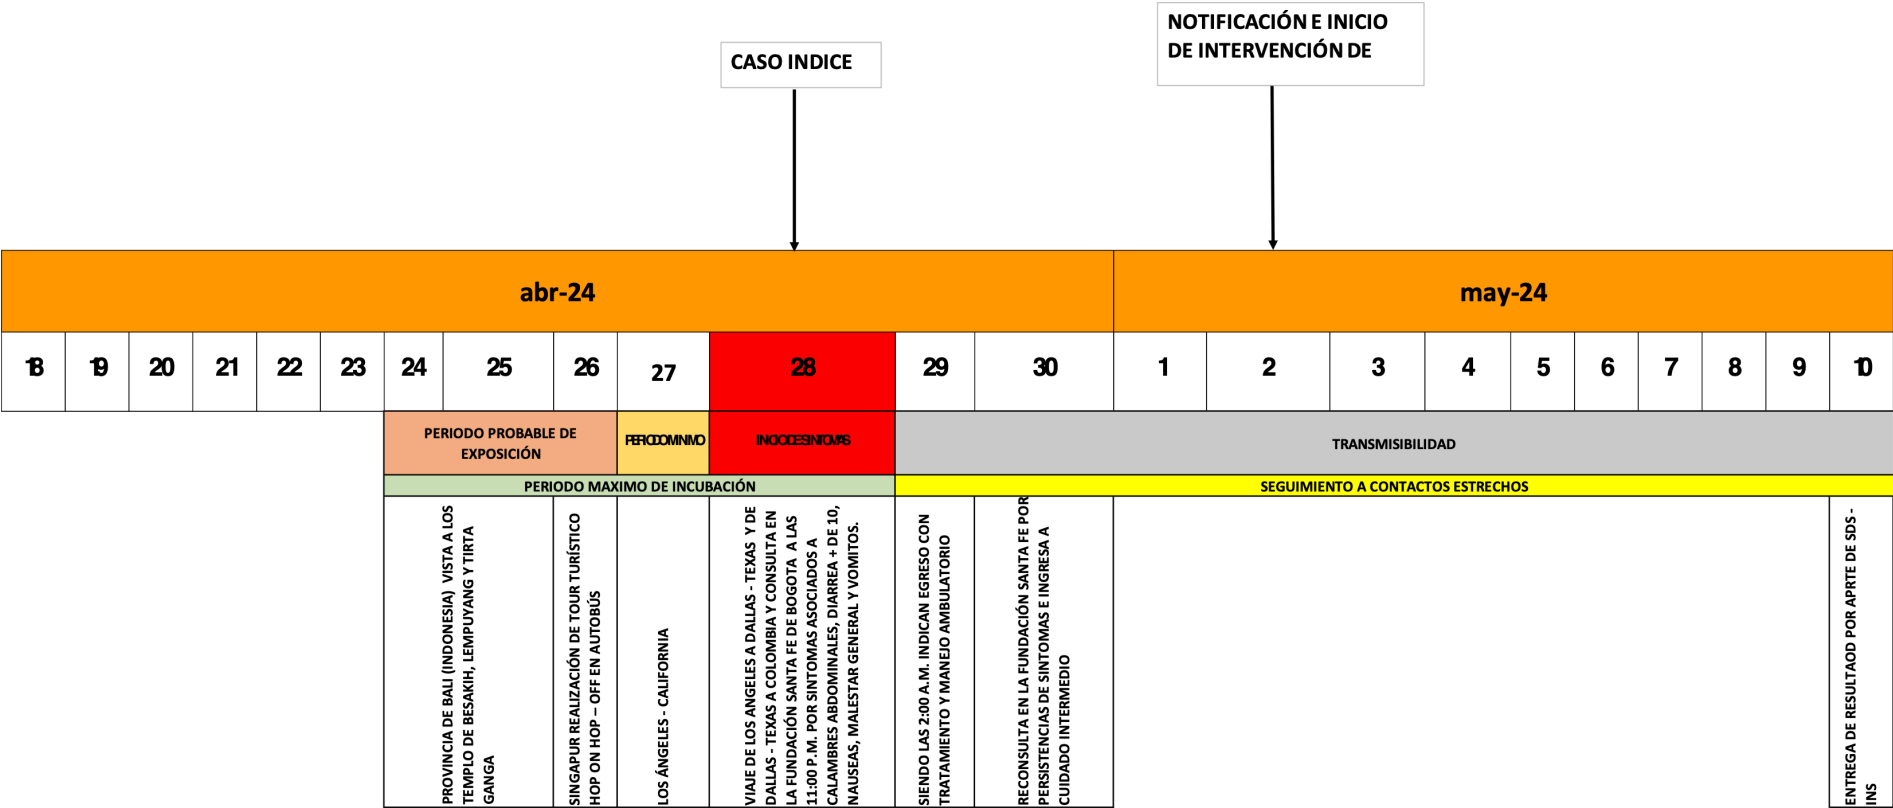 CASO INDICE
NOTIFICACIÓN E INICIO
DE INTERVENCIÓN DE
abr-24
may-24
18 19 20 21 22 23 24 25 26 27 28 29 30 1 2 3 4 5 6 7 8 9 10
PERIODO PROBABLE DE
EXPOSICIÓN
PERIODO MINIMO
INICIO DE SINTOMAS
TRANSMISIBILIDAD
PERIODO MAXIMO DE INCUBACIÓN
SEGUIMIENTO A CONTACTOS ESTRECHOS
PROVINCIA DE BALI (INDONESIA) VISTA A LOS
TEMPLO DE BESAKIH, LEMPUYANG Y TIRTA
GANGA
SINGAPUR REALIZACIÓN DE TOUR TURÍSTICO
HOP ON HOP – OFF EN AUTOBÚS
LOS ÁNGELES - CALIFORNIA
VIAJE DE LOS ANGELES A DALLAS - TEXAS Y DE
DALLAS - TEXAS A COLOMBIA Y CONSULTA EN
LA FUNDACIÓN SANTA FE DE BOGOTA A LAS
11:00 P.M. POR SINTOMAS ASOCIADOS A
CALAMBRES ABDOMINALES, DIARREA + DE 10,
NAUSEAS, MALESTAR GENERAL Y VOMITOS.
SIENDO LAS 2:00 A.M. INDICAN EGRESO CON
TRATAMIENTO Y MANEJO AMBULATORIO
RECONSULTA EN LA FUNDACIÓN SANTA FE POR
PERSISTENCIAS DE SINTOMAS E INGRESA A
CUIDADO INTERMEDIO
ENTREGA DE RESULTAOD POR APRTE DE SDS -
INS